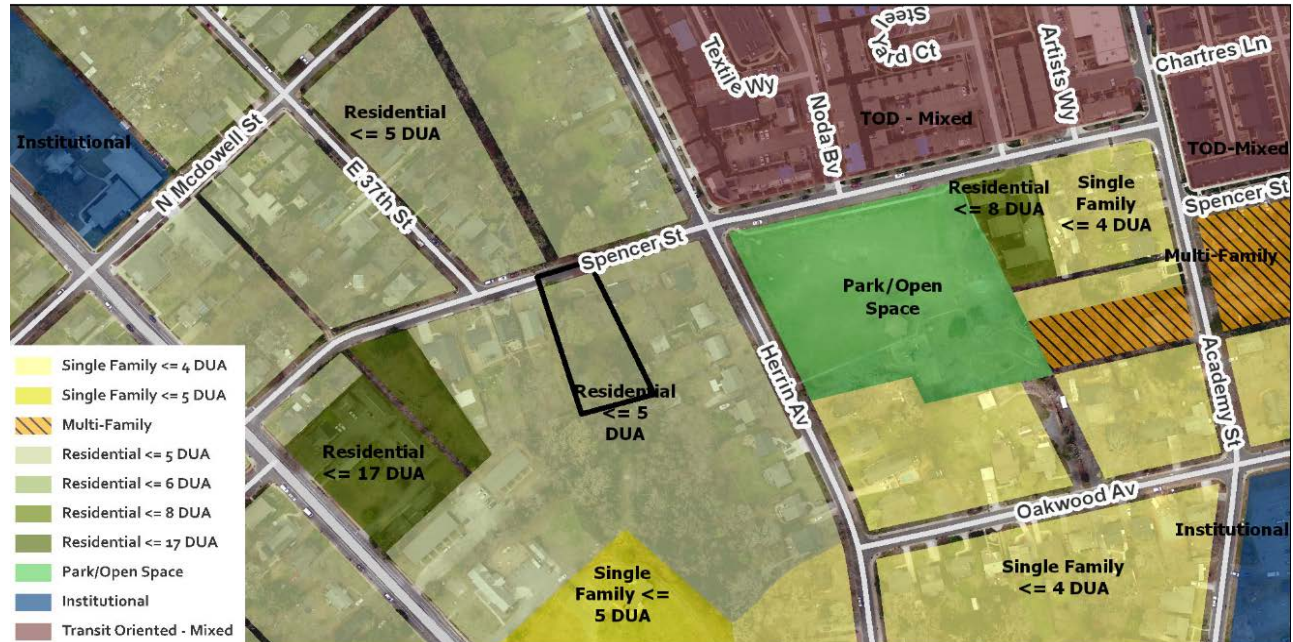 Steel
Yard Ct
Textile Wy
Artists Wy
Chartres Ln
Residential
<= 5 DUA
Noda Bv
TOD - Mixed
Institutional
N Mcdowell St
E 37th St
TOD-Mixed
Residential
<= 8 DUA
Single
Family
<= 4 DUA
Spencer St
Spencer St
Multi-Family
Park/Open
Space
Herrin Av
Academy St
Single Family <= 4 DUA
Single Family <= 5 DUA
Multi-Family
Residential <= 5 DUA
Residential <= 6 DUA
Residential <= 8 DUA
Residential <= 17 DUA
Park/Open Space
Institutional
Transit Oriented - Mixed
Residential
<= 5
DUA
Residential
<= 17 DUA
Oakwood Av
Institutional
Single
Family <=
5 DUA
Single Family
<= 4 DUA